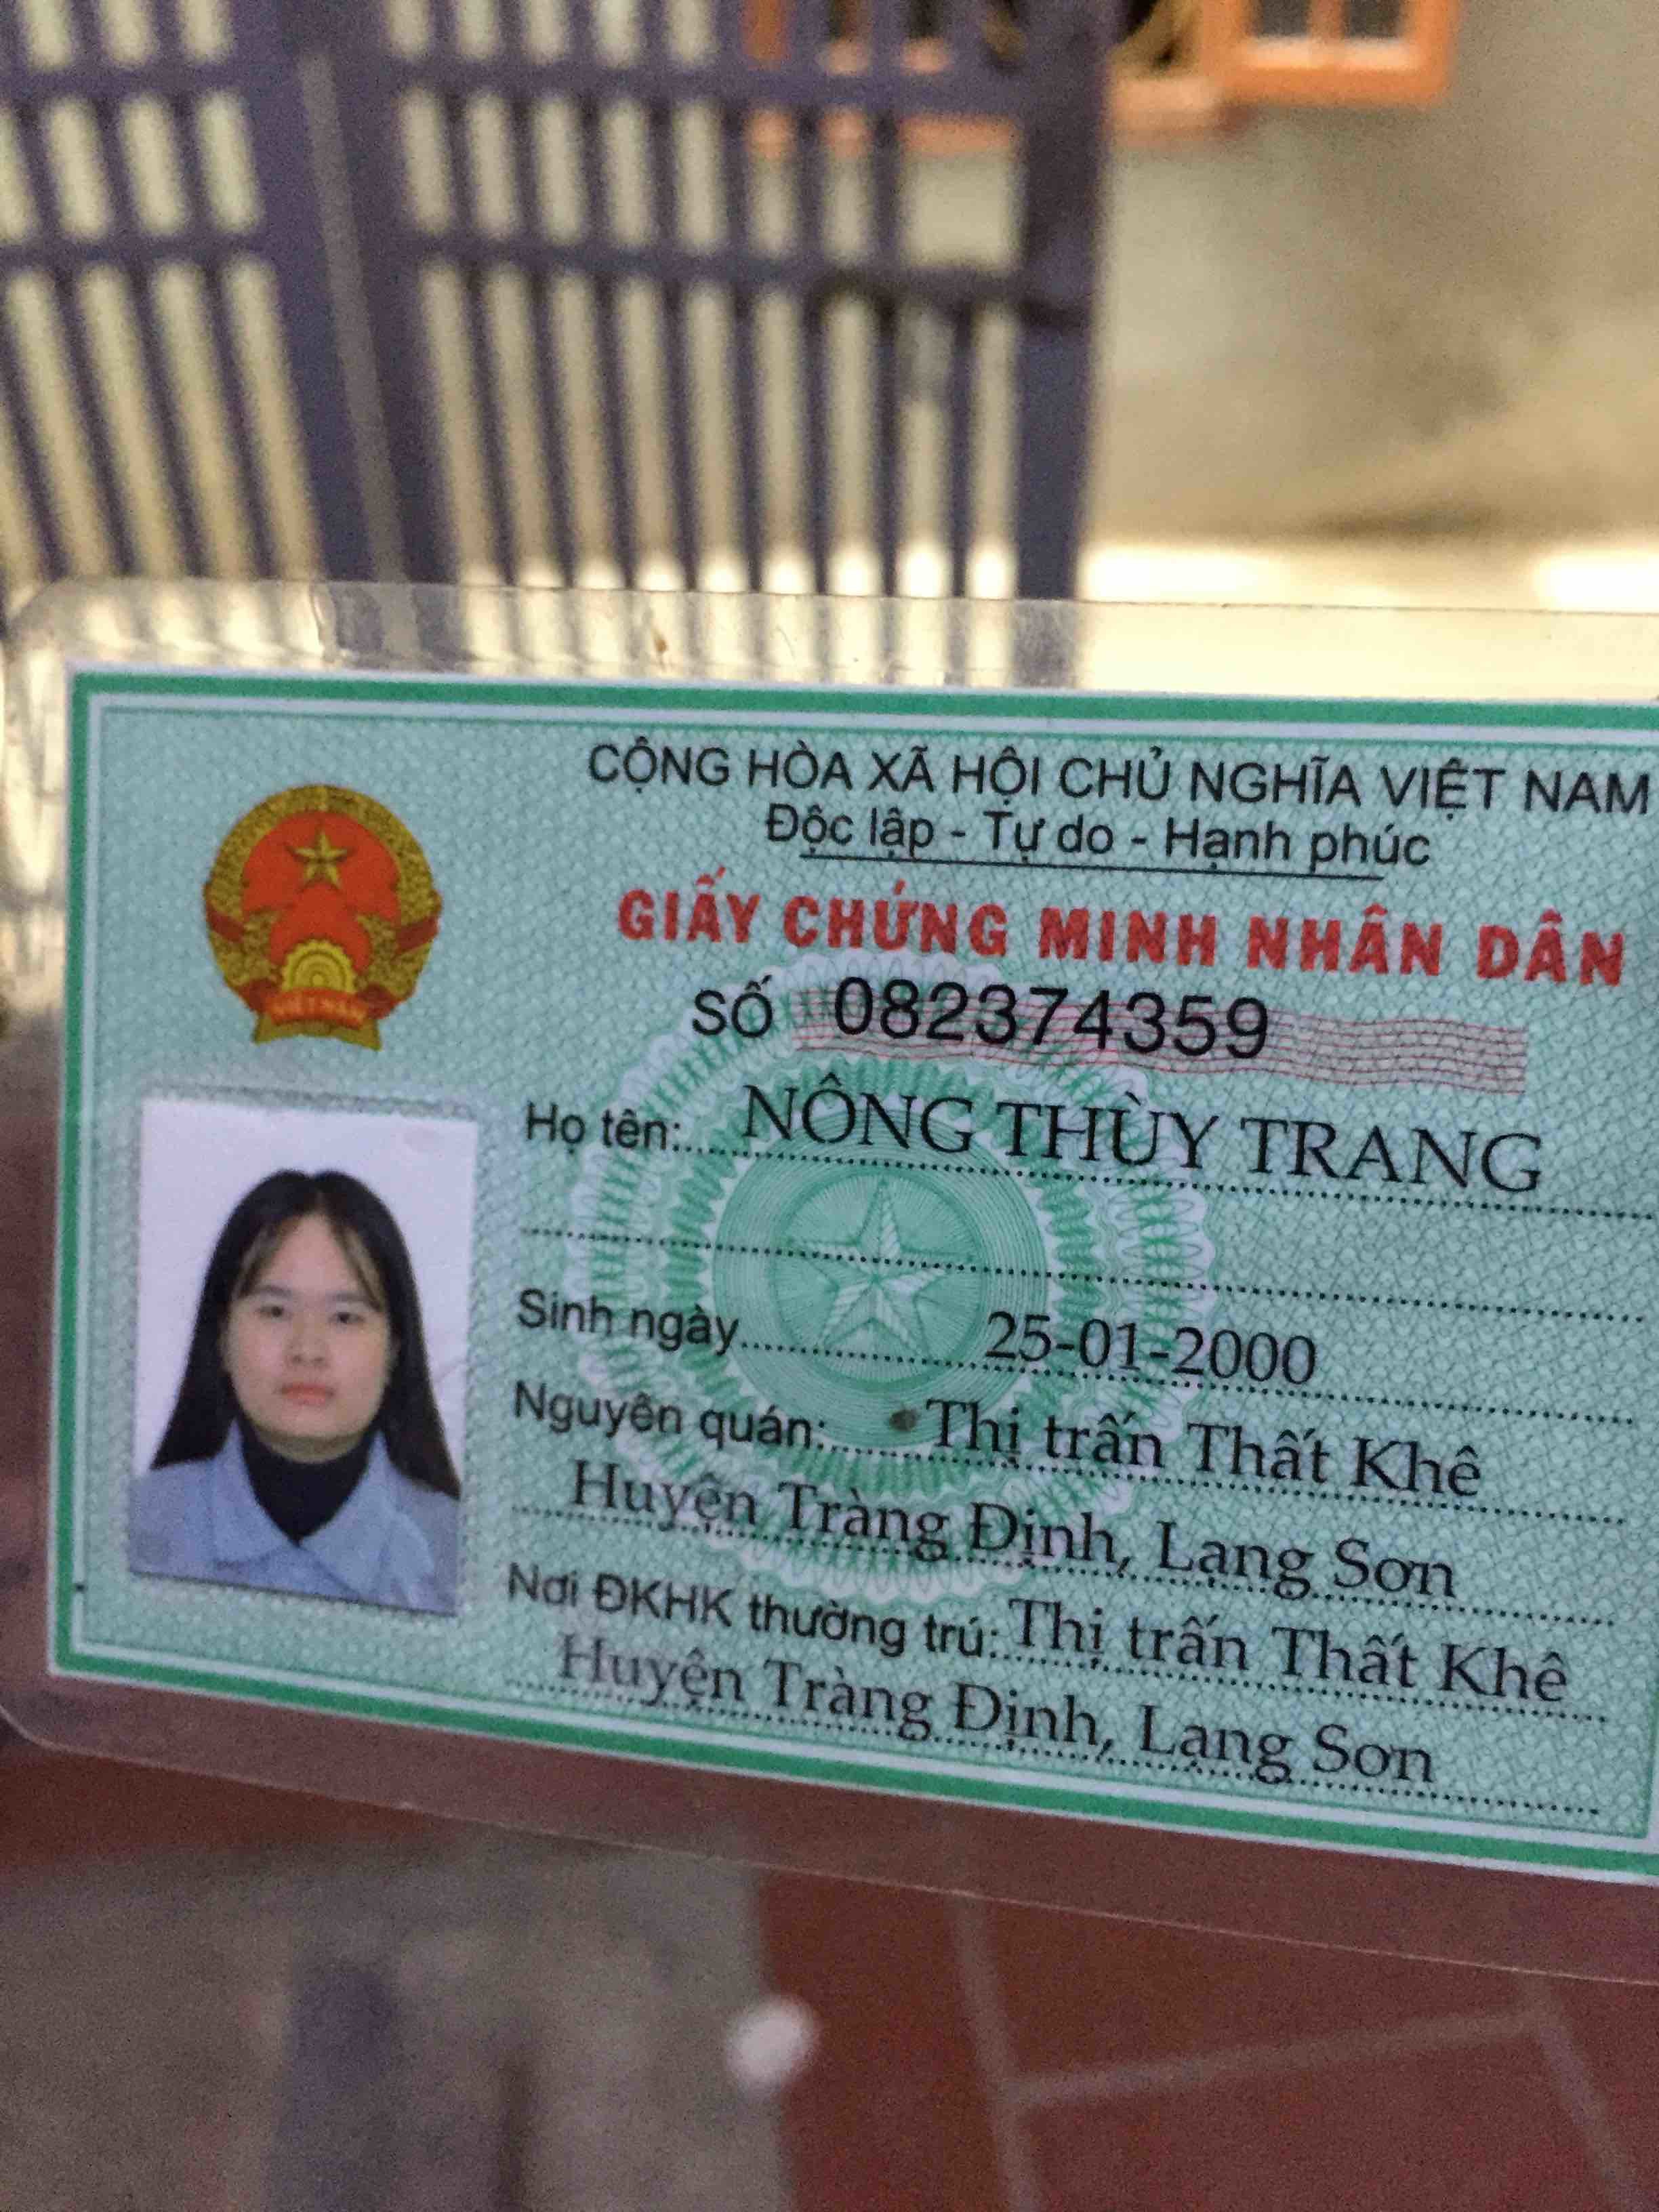 CỘNG HÒA XÃ HỘI CHỦ NGHĨA VIỆT NAM
Độc lập - Tự do - Hạnh phúc
GIẤY CHỨNG MINH NHÂN DÂN
SỐ 082374359
Họ tên: NÔNG THÙY TRANG
Sinh ngày 25-01-2000
Nguyên quán: Thị trấn Thất Khê
Huyện Tràng Định, Lạng Sơn
Nơi ĐKHK thường trú: Thị trấn Thất Khê
Huyện Tràng Định, Lạng Sơn